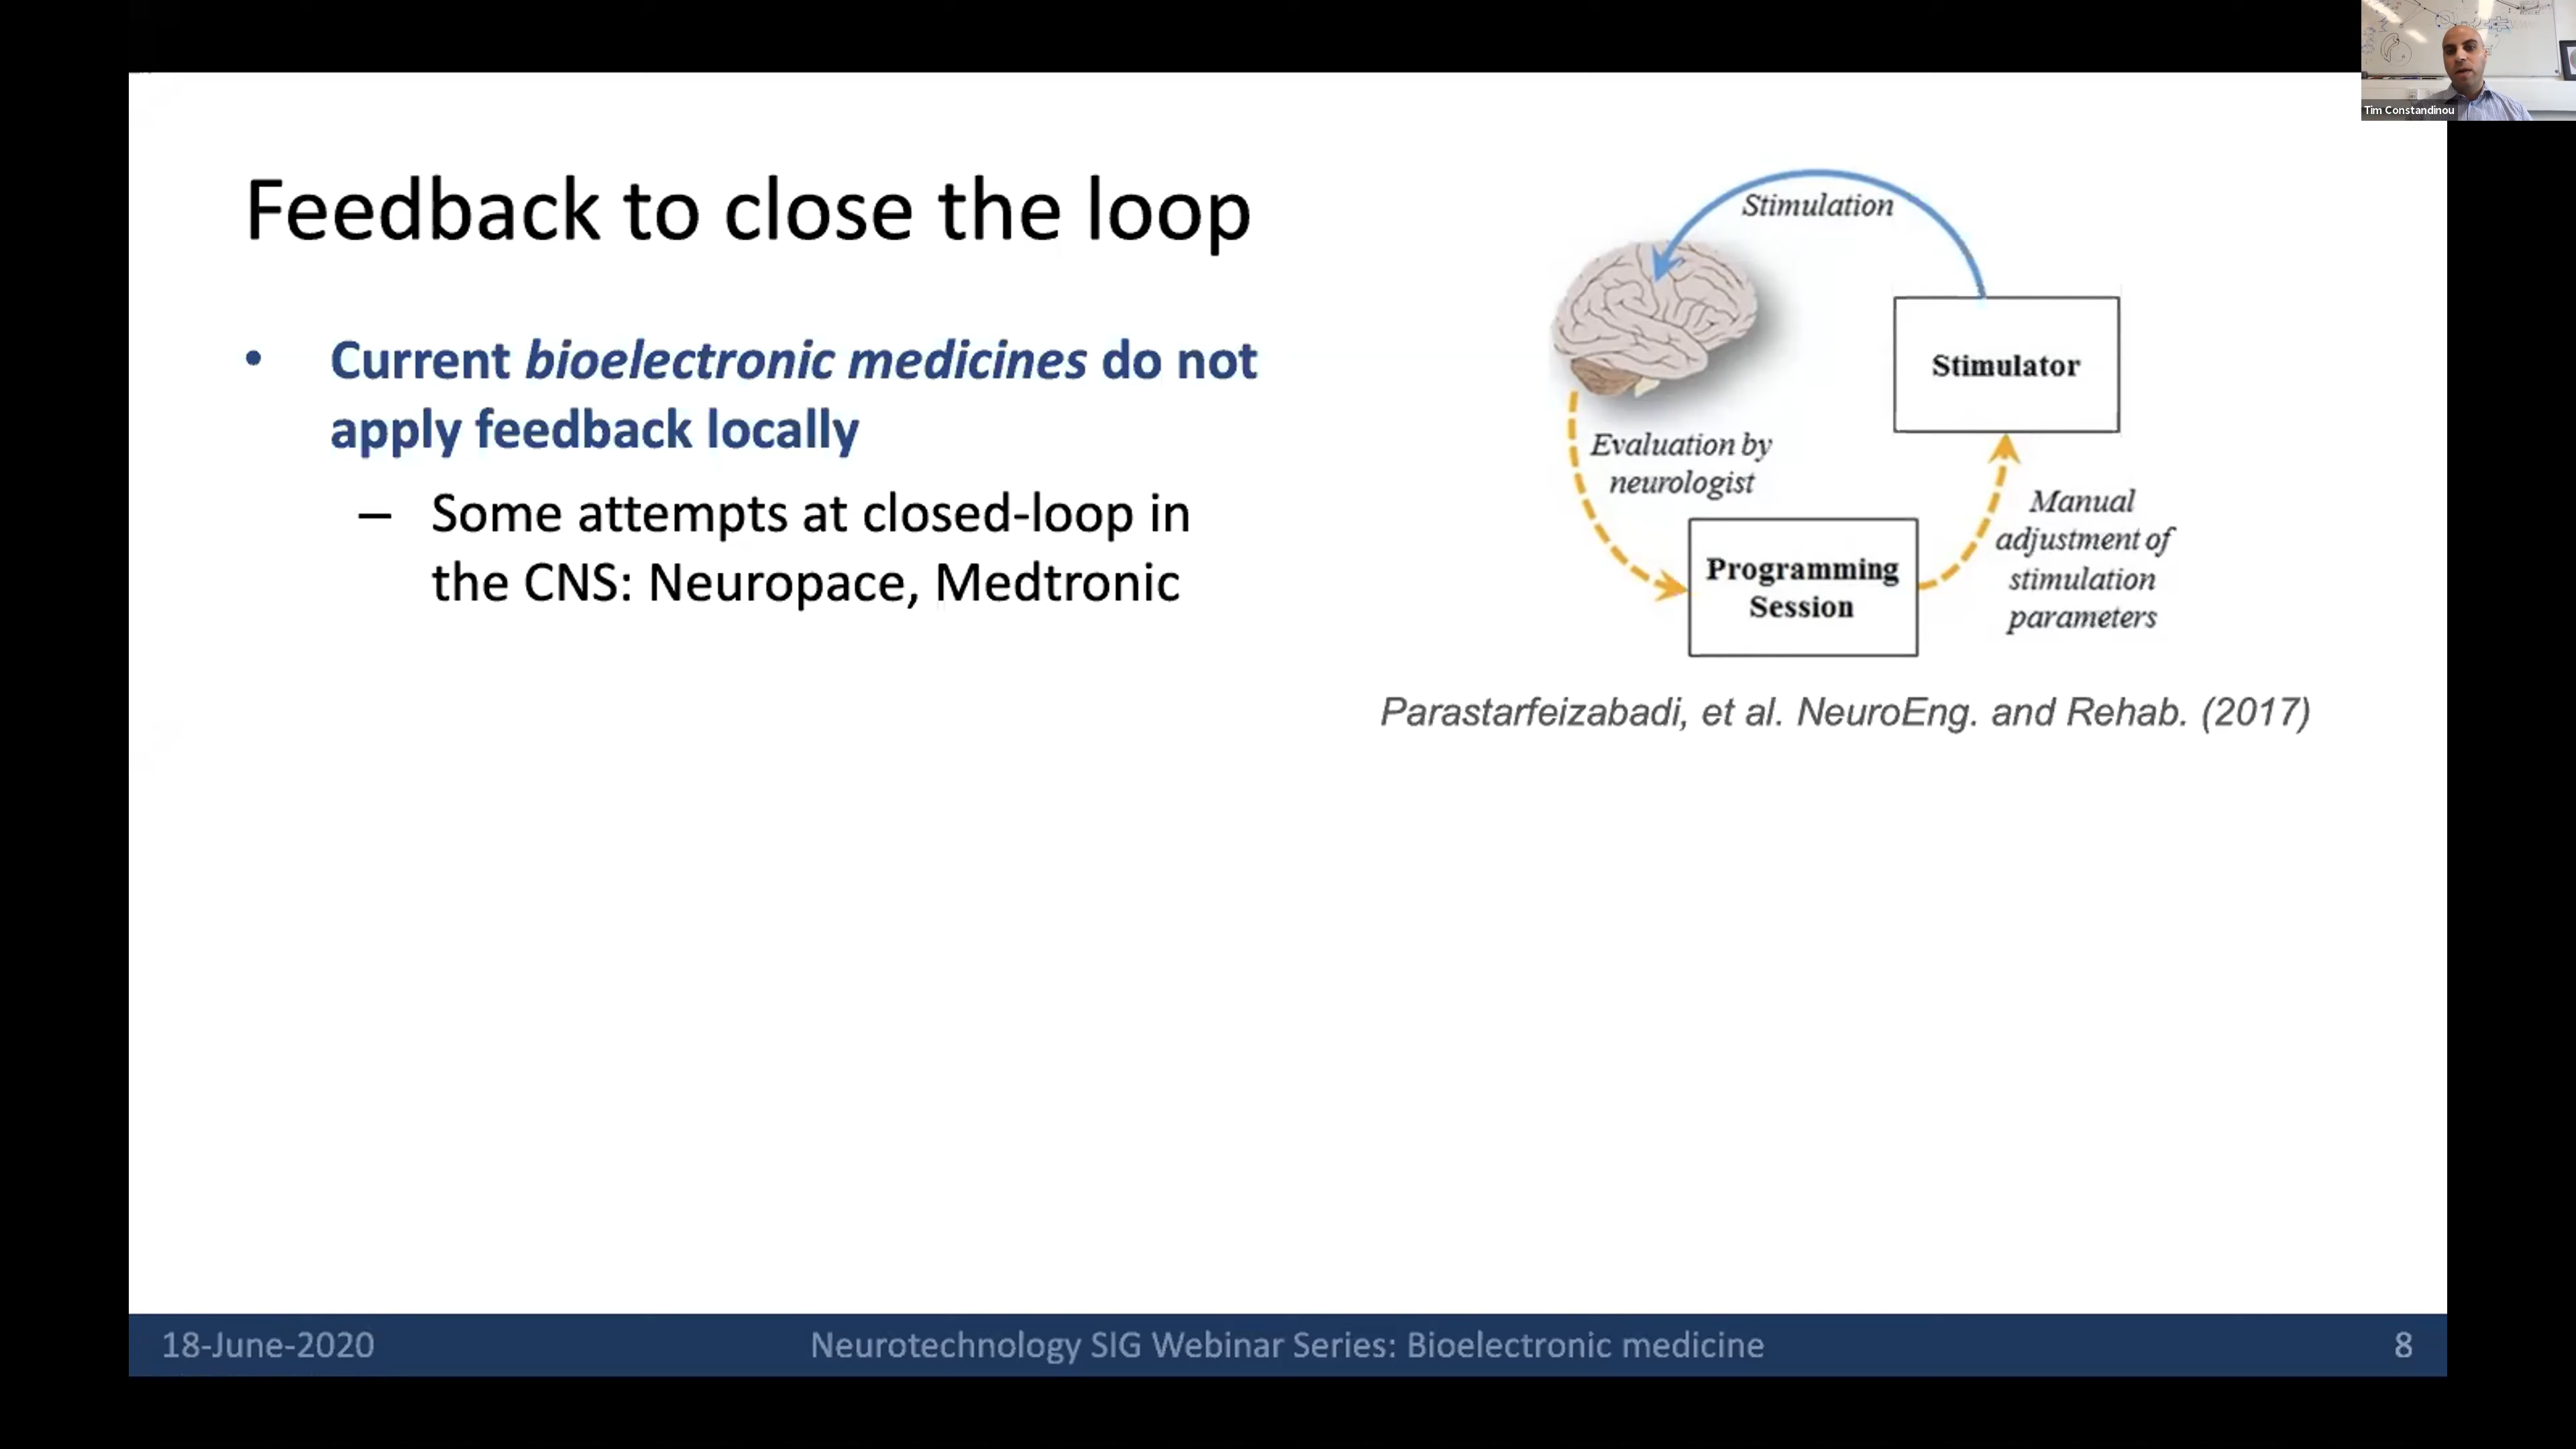 Tim Constandinou
Feedback to close the loop
• Current bioelectronic medicines do not
apply feedback locally
– Some attempts at closed-loop in
the CNS: Neuropace, Medtronic
Stimulation
Stimulator
Evaluation by
neurologist
Programming
Session
Manual
adjustment of
stimulation
parameters
Parastarfeizabadi, et al. NeuroEng. and Rehab. (2017)
18-June-2020
Neurotechnology SIG Webinar Series: Bioelectronic medicine
8